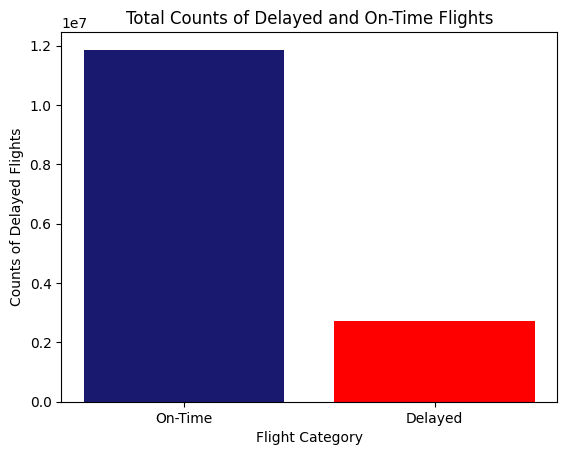 Total Counts of Delayed and On-Time Flights
1e7
1.2
1.0
0.8
0.6
0.4
0.2
0.0
Counts of Delayed Flights
On-Time
Delayed
Flight Category